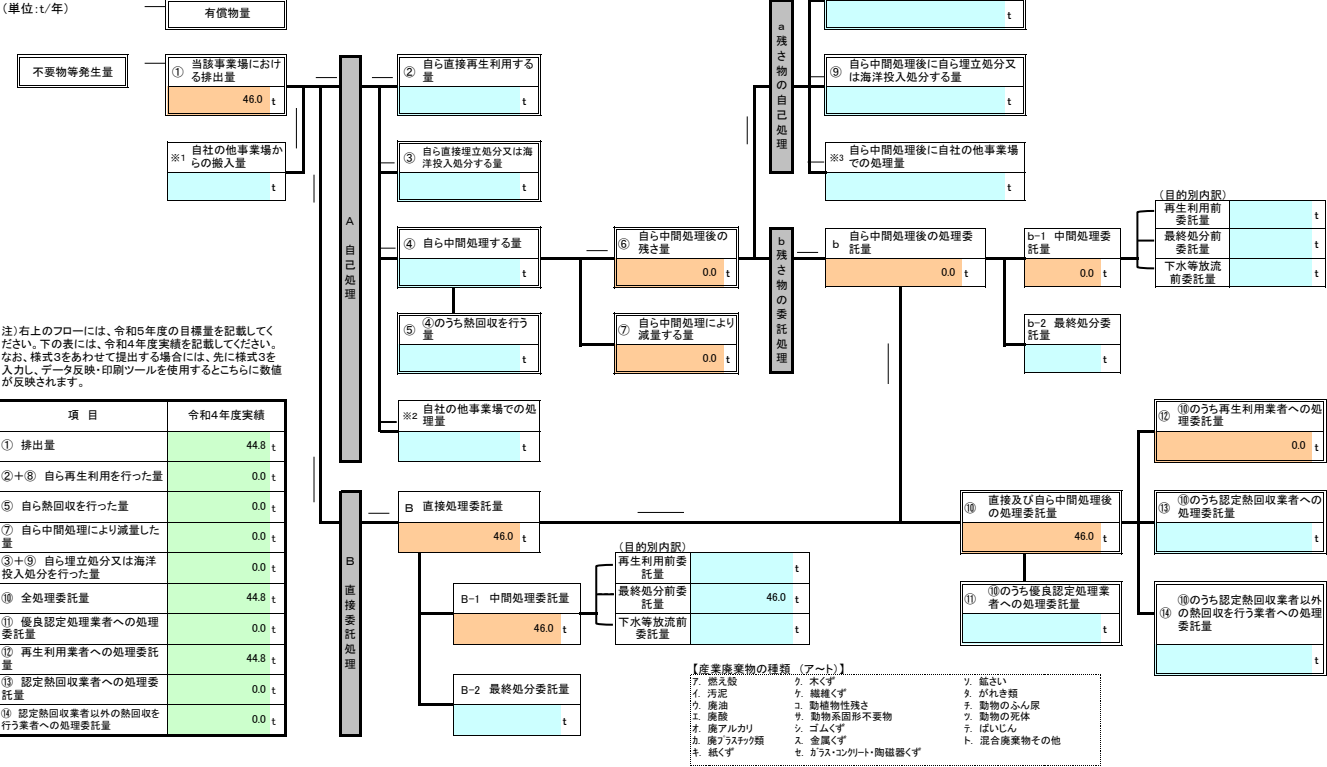 (単位:t/年)
有償物量
不要物等発生量
① 当該事業場におけ
る排出量
46.0 t
※1 自社の他事業場か
らの搬入量
t
A 自己処理
② 自ら直接再生利用する
量
t
③ 自ら直接埋立処分又は海
洋投入処分する量
t
④ 自ら中間処理する量
t
⑤ ④のうち熱回収を行う
量
t
※2 自社の他事業場での処
理量
t
⑥ 自ら中間処理後の
残さ量
0.0 t
⑦ 自ら中間処理により
減量する量
0.0 t
a 残さ物の自己処理
t
⑨ 自ら中間処理後に自ら埋立処分又
は海洋投入処分する量
t
※3 自ら中間処理後に自社の他事業場
での処理量
t
b 残さ物の委託処理
b 自ら中間処理後の処理委
託量
0.0 t
b-1 中間処理委
託量
0.0 t
(目的別内訳)
再生利用前
委託量 t
最終処分前
委託量 t
下水等放流
前委託量 t
b-2 最終処分委
託量
t
注)右上のフローには、令和5年度の目標量を記載してく
ださい。下の表には、令和4年度実績を記載してください。
なお、様式3をあわせて提出する場合には、先に様式3を
入力し、データ反映・印刷ツールを使用するとこちらに数値
が反映されます。
項 目 令和4年度実績
① 排出量 44.8 t
②+⑧ 自ら再生利用を行った量 0.0 t
⑤ 自ら熱回収を行った量 0.0 t
⑦ 自ら中間処理により減量した
量 0.0 t
③+⑨ 自ら埋立処分又は海洋
投入処分を行った量 0.0 t
⑩ 全処理委託量 44.8 t
⑪ 優良認定処理業者への処理
委託量 0.0 t
⑫ 再生利用業者への処理委託
量 44.8 t
⑬ 認定熱回収業者への処理委
託量 0.0 t
⑭ 認定熱回収業者以外の熱回収を
行う業者への処理委託量 0.0 t
B 直接委託処理
B 直接処理委託量
46.0 t
B-1 中間処理委託量
46.0 t
(目的別内訳)
再生利用前委
託量 t
最終処分前委
託量 46.0 t
下水等放流前
委託量 t
B-2 最終処分委託量
t
⑩ 直接及び自ら中間処理後
の処理委託量
46.0 t
⑪ ⑩のうち優良認定処理業
者への処理委託量
t
⑫ ⑩のうち再生利用業者への処
理委託量
0.0 t
⑬ ⑩のうち認定熱回収業者への
処理委託量
t
⑭ ⑩のうち認定熱回収業者以外
の熱回収を行う業者への処理
委託量
t
【産業廃棄物の種類 (ア~ト)】
ア. 燃え殻 ク. 木くず ソ. 鉱さい
イ. 汚泥 ケ. 繊維くず タ. がれき類
ウ. 廃油 コ. 動植物性残さ チ. 動物のふん尿
エ. 廃酸 サ. 動物系固形不要物 ツ. 動物の死体
オ. 廃アルカリ シ. ゴムくず テ. ばいじん
カ. 廃プラスチック類 ス. 金属くず ト. 混合廃棄物その他
キ. 紙くず セ. ガラス・コンクリート・陶磁器くず